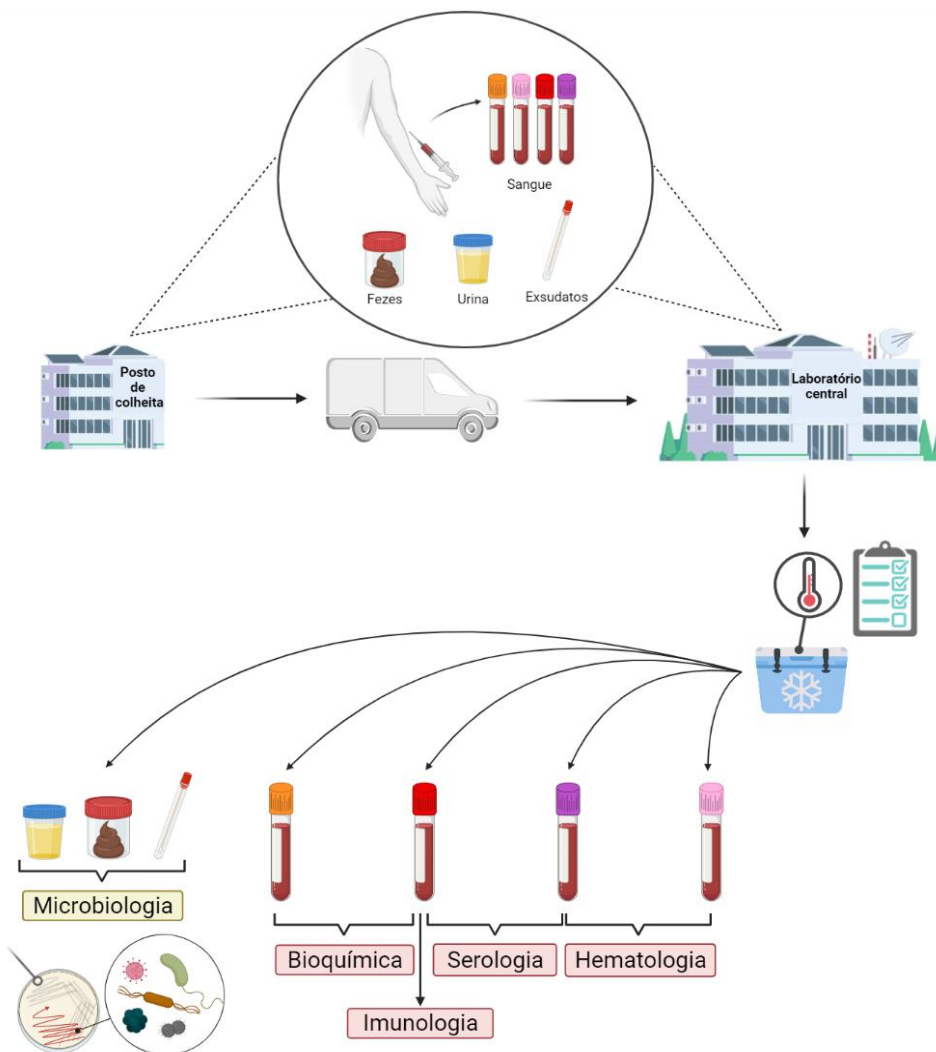 Sangue
Fezes
Urina
Exsudatos
Posto
de
colheita
Laboratório
central
Microbiologia
Bioquímica
Serologia
Hematologia
Imunologia